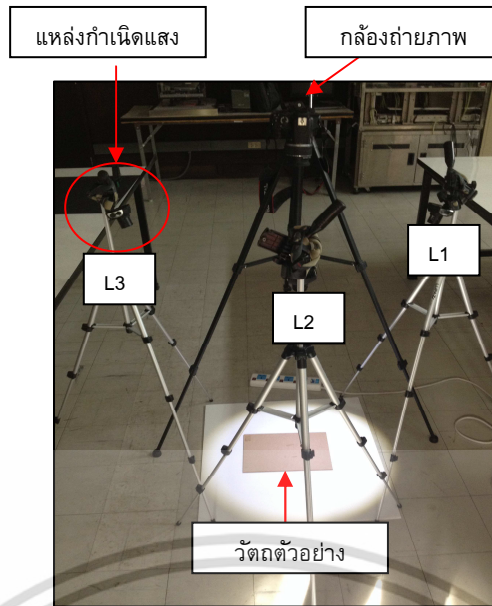 แหล่งกำเนิดแสง
กล้องถ่ายภาพ
L3
L2
L1
วัตถตัวอย่าง